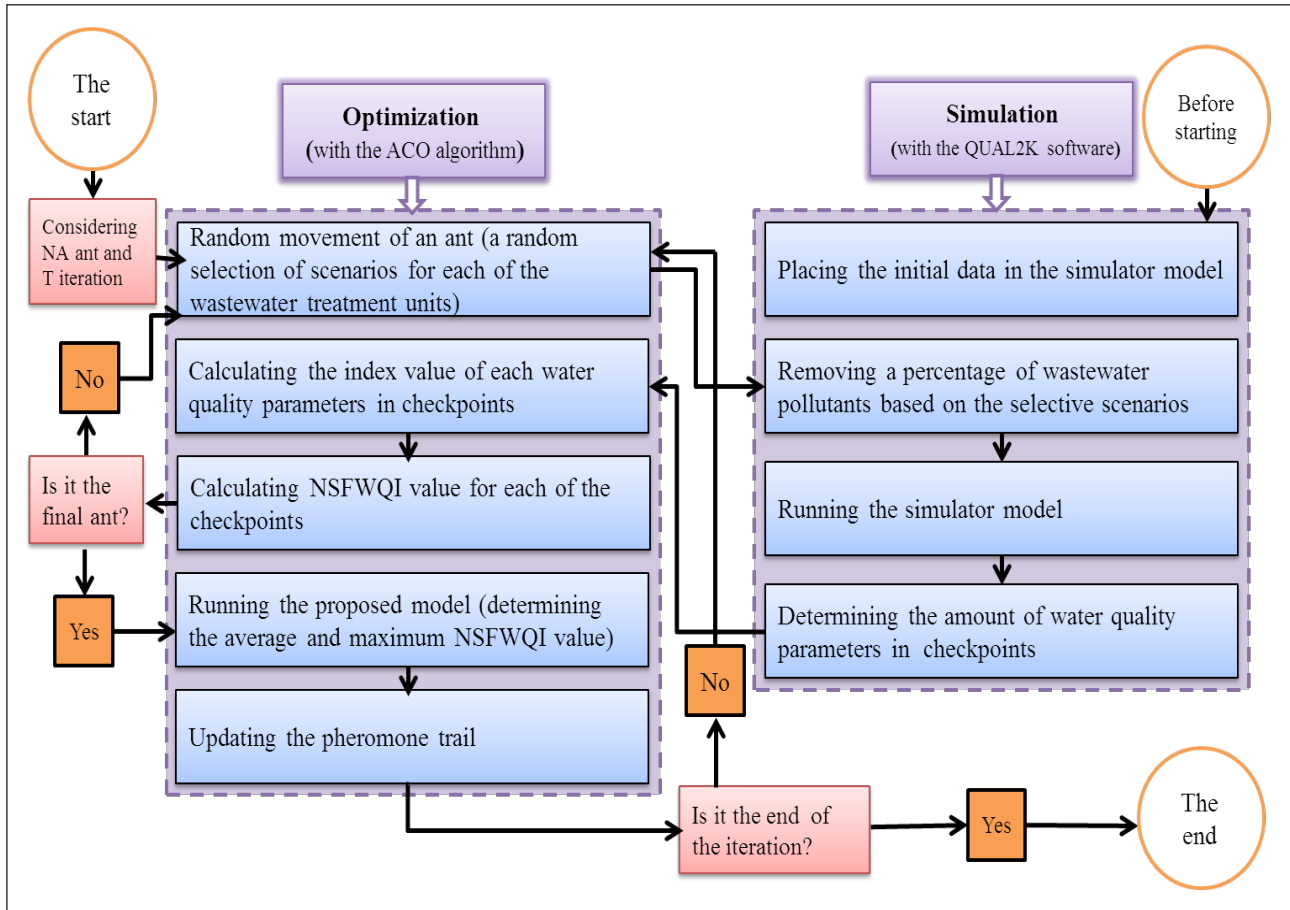 The
start
Optimization
(with the ACO algorithm)
Simulation
(with the QUAL2K software)
Before
starting
Considering
NA ant and
T iteration
Random movement of an ant (a random
selection of scenarios for each of the
wastewater treatment units)
Placing the initial data in the simulator model
No
Calculating the index value of each water
quality parameters in checkpoints
Removing a percentage of wastewater
pollutants based on the selective scenarios
Is it the
final ant?
Calculating NSFWQI value for each of the
checkpoints
Running the simulator model
Yes
Running the proposed model (determining
the average and maximum NSFWQI value)
Determining the amount of water quality
parameters in checkpoints
No
Updating the pheromone trail
Is it the end of
the iteration?
Yes
The
end